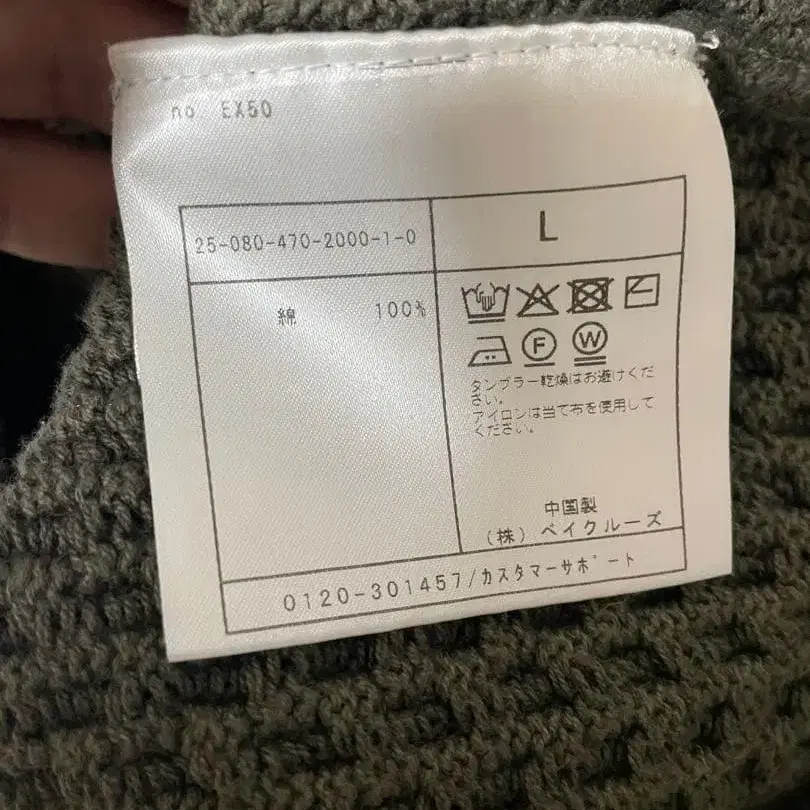 no. EX50
25-080-470-2000-1-0
L
綿 100%
F W
タンブラー乾燥はお避けくだ
さい。
アイロンは当て布を使用して
ください。
中国製
(株) ベイクルーズ
0120-301457/カスタマーサポート